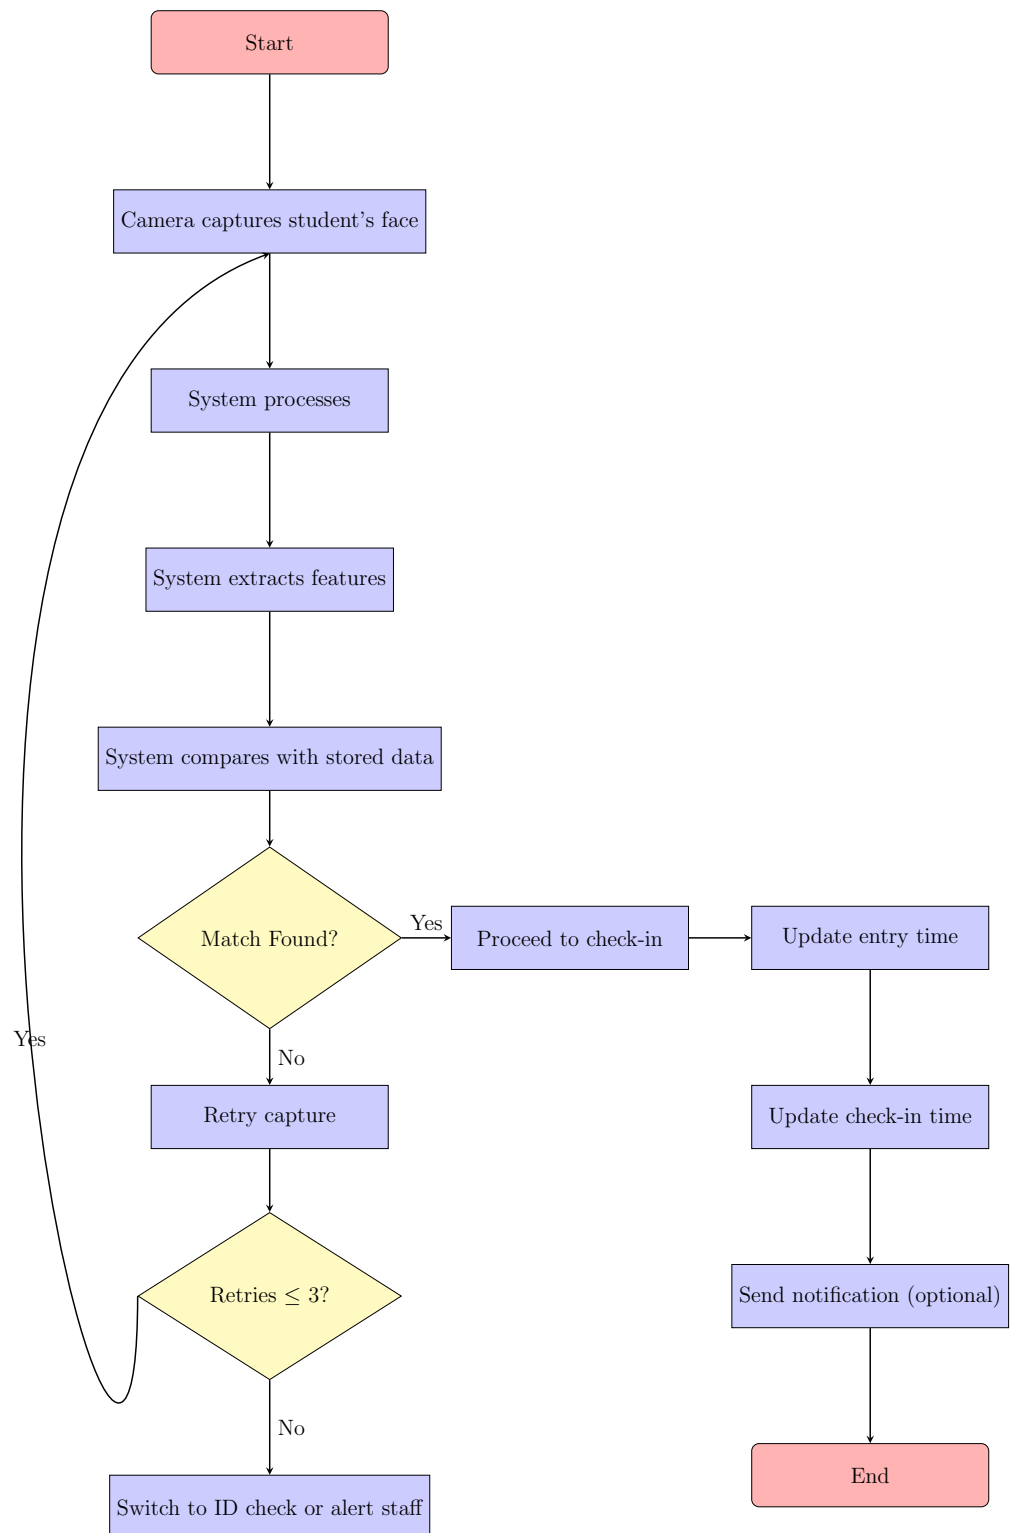 Start
Camera captures student's face
System processes
System extracts features
System compares with stored data
Match Found?
Yes
Proceed to check-in
Update entry time
Yes
No
Retry capture
Update check-in time
Retries ≤ 3?
Send notification (optional)
No
End
Switch to ID check or alert staff